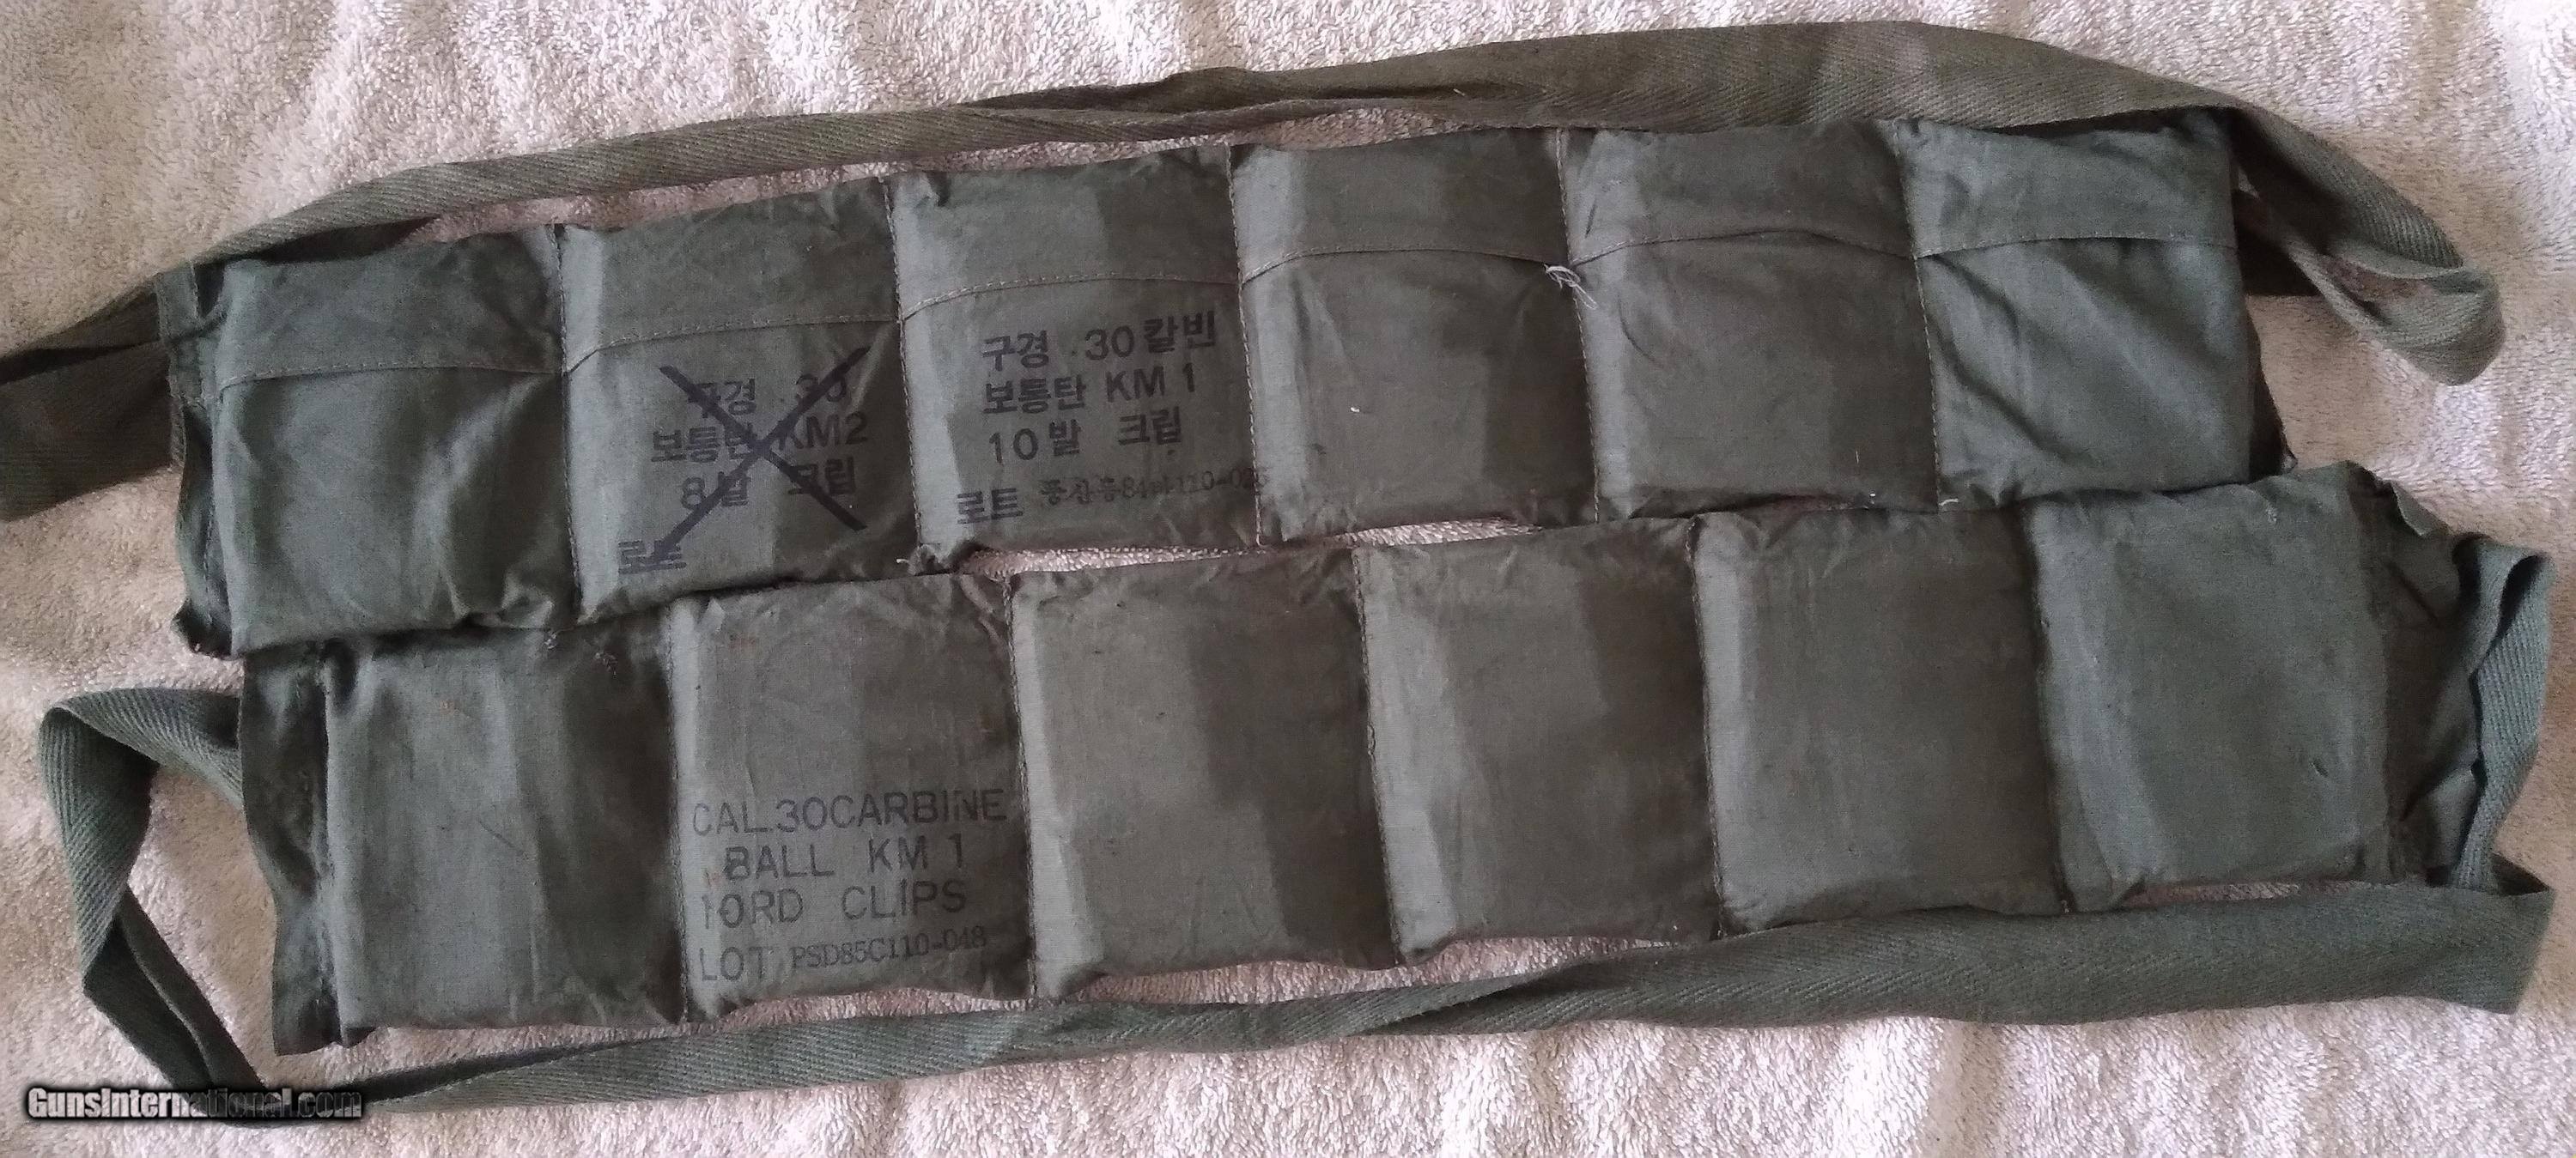 구경 .30
보통탄 KM2
8발 크립
로트
구경 .30 칼빈
보통탄 KM 1
10발 크립
로트
CAL.30CARBINE
BALL KM 1
10RD CLIPS
LOT PSD85C110-048
GunsInternational.com